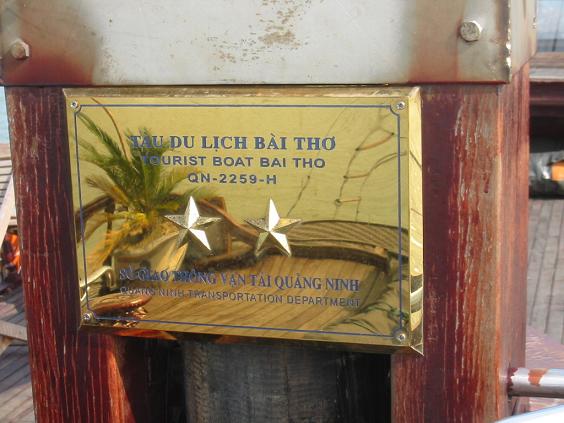 TÀU DU LỊCH BÀI THƠ
TOURIST BOAT BAI THO
QN-2259-H
SỞ GIAO THÔNG VẬN TẢI QUẢNG NINH
QUANG NINH TRANSPORTATION DEPARTMENT